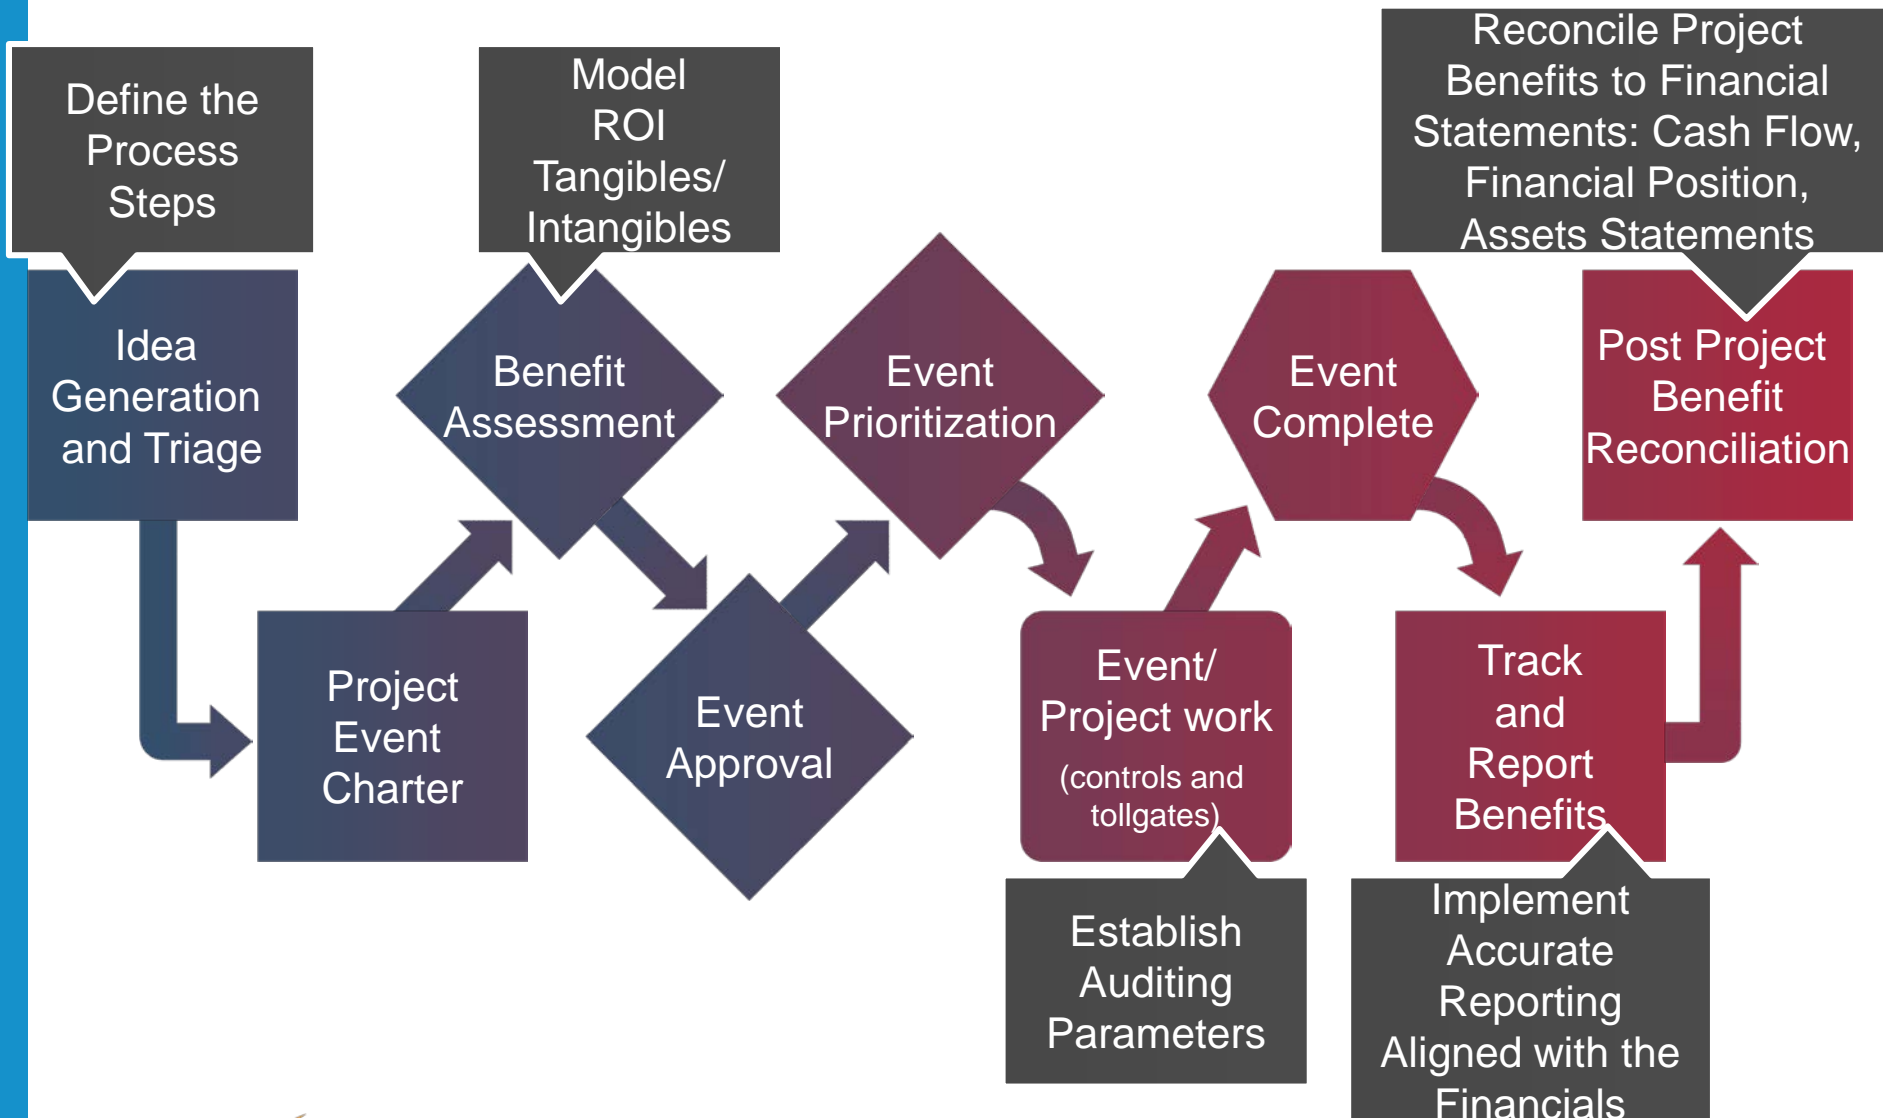 Define the
Process
Steps
Model
ROI
Tangibles/
Intangibles
Reconcile Project
Benefits to Financial
Statements: Cash Flow,
Financial Position,
Assets Statements
Idea
Generation
and Triage
Benefit
Assessment
Event
Prioritization
Event
Complete
Post Project
Benefit
Reconciliation
Project
Event
Charter
Event
Approval
Event/
Project work
(controls and
tollgates)
Track
and
Report
Benefits
Establish
Auditing
Parameters
Implement
Accurate
Reporting
Aligned with the
Financials